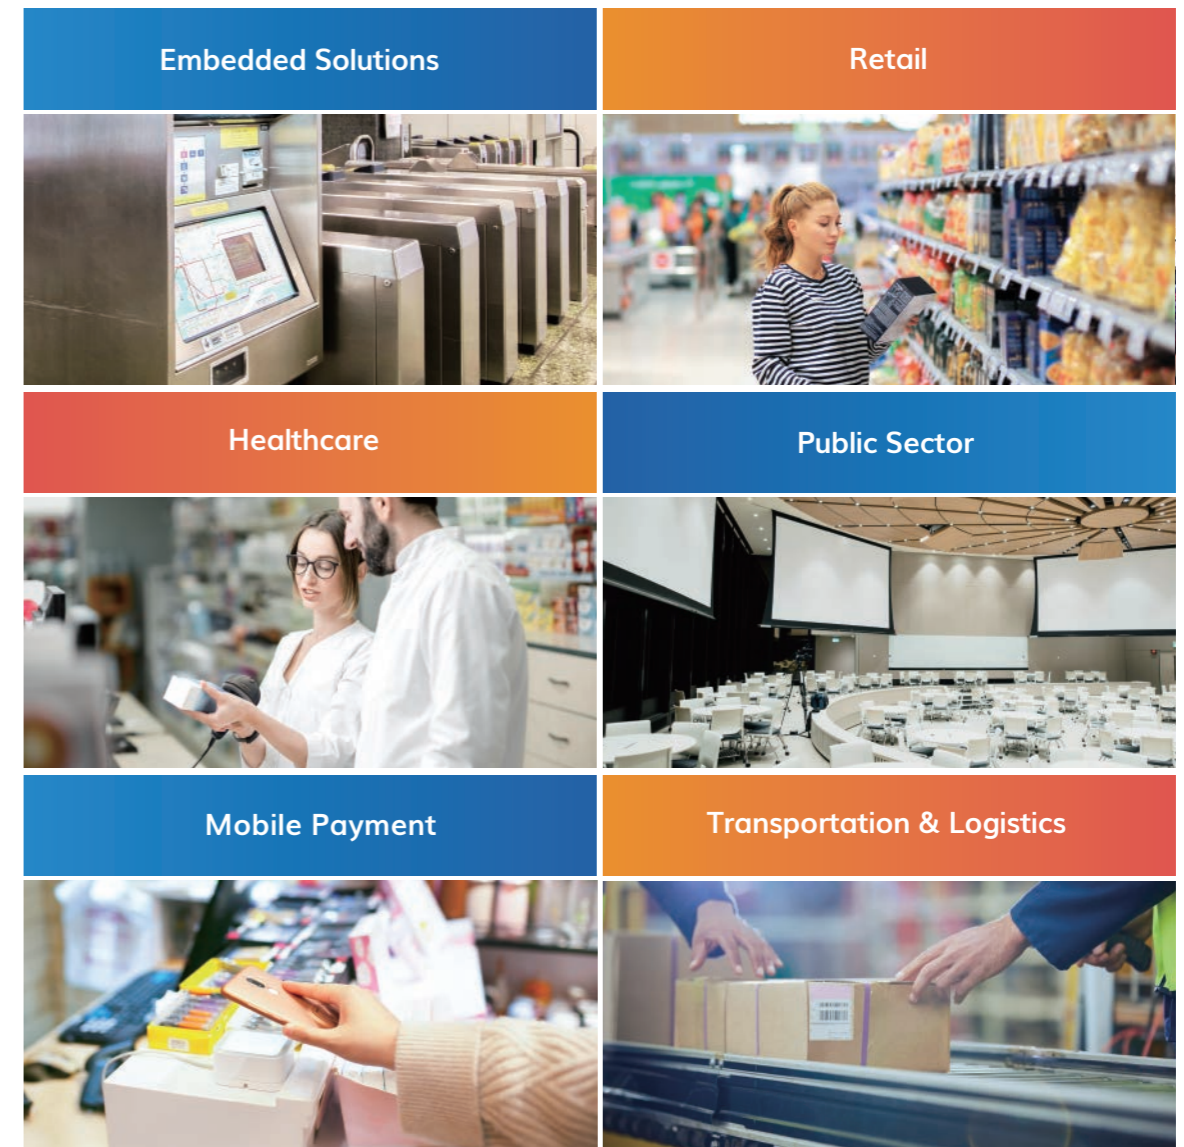 Embedded Solutions
Retail
Healthcare
Public Sector
Mobile Payment
Transportation & Logistics